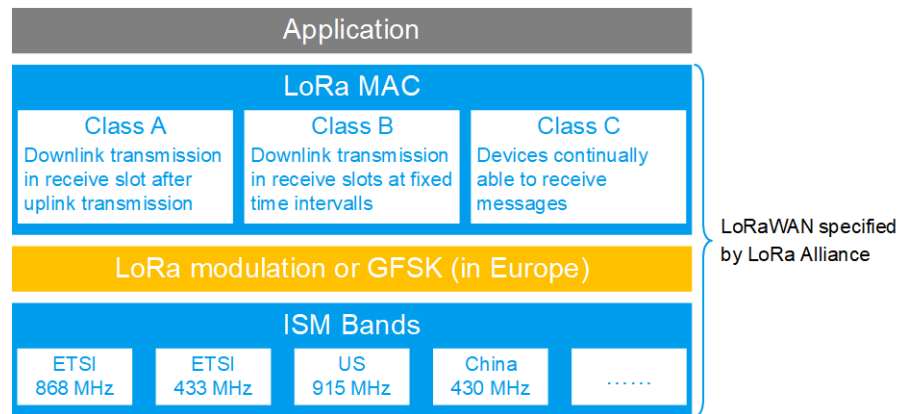 Application
LoRa MAC
Class A
Downlink transmission
in receive slot after
uplink transmission
Class B
Downlink transmission
in receive slots at fixed
time intervalls
Class C
Devices continually
able to receive
messages
LoRaWAN specified
by LoRa Alliance
LoRa modulation or GFSK (in Europe)
ISM Bands
ETSI
868 MHz
ETSI
433 MHz
US
915 MHz
China
430 MHz
……